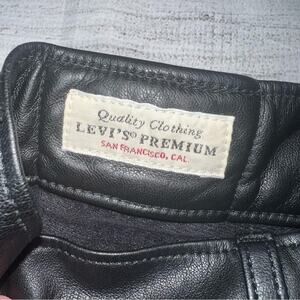 Quality Clothing
LEVI'S® PREMIUM
SAN FRANCISCO, CAL.